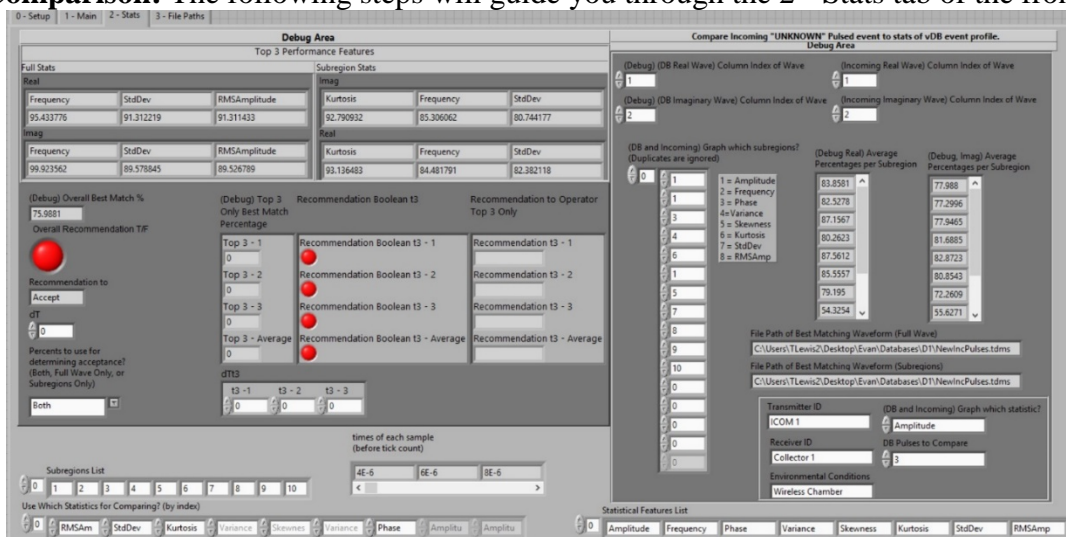 omparison: The following steps will guide you through the 2 - Stats tab of the fron
0 - Setup 1 - Main 2 - Stats 3 - File Paths
Debug Area
Top 3 Performance Features
Full Stats Subregion Stats
Real Imag
Frequency StdDev RMSAmplitude Kurtosis Frequency StdDev
95.433776 91.312219 91.311433 92.790932 85.306062 80.744177
Imag Real
Frequency StdDev RMSAmplitude Kurtosis Frequency StdDev
99.923562 89.578845 89.526789 93.136483 84.481791 82.382118
(Debug) Overall Best Match %
75.9881
Overall Recommendation T/F
Recommendation to
Accept
dT
0
Percents to use for
determining acceptance?
(Both, Full Wave Only, or
Subregions Only)
Both
(Debug) Top 3
Only Best Match
Percentage
Top 3 - 1
0
Top 3 - 2
0
Top 3 - 3
0
Top 3 - Average
0
Recommendation Boolean t3
Recommendation Boolean t3 - 1
Recommendation Boolean t3 - 2
Recommendation Boolean t3 - 3
Recommendation Boolean t3 - Average
Recommendation to Operator
Top 3 Only
Recommendation t3 - 1
Recommendation t3 - 2
Recommendation t3 - 3
Recommendation t3 - Average
dTt3
t3 -1 t3 - 2 t3 - 3
0 0 0
times of each sample
(before tick count)
4E-6 6E-6 8E-6
Subregions List
0 1 2 3 4 5 6 7 8 9 10
Use Which Statistics for Comparing? (by index)
0 RMSAm StdDev Kurtosis Variance Skewnes Variance Phase Amplitu Amplitu
Compare Incoming "UNKNOWN" Pulsed event to stats of vDB event profile.
Debug Area
(Debug) (DB Real Wave) Column Index of Wave (Incoming Real Wave) Column Index of Wave
1 1
(Debug) (DB Imaginary Wave) Column Index of Wave (Incoming Imaginary Wave) Column Index of Wave
2 2
(DB and Incoming) Graph which subregions?
(Duplicates are ignored)
0
1
1
3
4
6
1
5
7
8
9
10
0
0
0
0
0
1 = Amplitude
2 = Frequency
3 = Phase
4=Variance
5 = Skewness
6 = Kurtosis
7 = StdDev
8 = RMSAmp
(Debug Real) Average
Percentages per Subregion
83.8581
82.5278
87.1567
80.2623
87.5612
85.5557
79.195
54.3254
(Debug, Imag) Average
Percentages per Subregion
77.988
77.2996
77.9465
81.6885
82.8723
80.8543
72.2609
55.6271
File Path of Best Matching Waveform (Full Wave)
C:\Users\TLewis2\Desktop\Evan\Databases\D1\NewIncPulses.tdms
File Path of Best Matching Waveform (Subregions)
C:\Users\TLewis2\Desktop\Evan\Databases\D1\NewIncPulses.tdms
Transmitter ID
ICOM 1
Receiver ID
Collector 1
Environmental Conditions
Wireless Chamber
(DB and Incoming) Graph which statistic?
Amplitude
DB Pulses to Compare
3
Statistical Features List
0 Amplitude Frequency Phase Variance Skewness Kurtosis StdDev RMSAmp